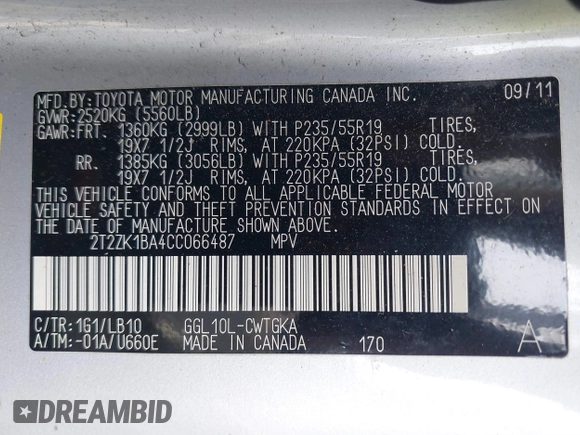 MFD.BY:TOYOTA MOTOR MANUFACTURING CANADA INC. 09/11
GVWR:2520KG (5560LB)
GAWR:FRT. 1360KG (2999LB) WITH P235/55R19 TIRES,
19X7 1/2J RIMS, AT 220KPA (32PSI) COLD.
RR. 1385KG (3056LB) WITH P235/55R19 TIRES,
19X7 1/2J RIMS, AT 220KPA (32PSI) COLD.
THIS VEHICLE CONFORMS TO ALL APPLICABLE FEDERAL MOTOR
VEHICLE SAFETY AND THEFT PREVENTION STANDARDS IN EFFECT ON
THE DATE OF MANUFACTURE SHOWN ABOVE.
2T2ZK1BA4CC066487 MPV
C/TR:1G1/LB10 GGL10L-CWTGKA
A/TM:-01A/U660E MADE IN CANADA 170 A
DREAMBID